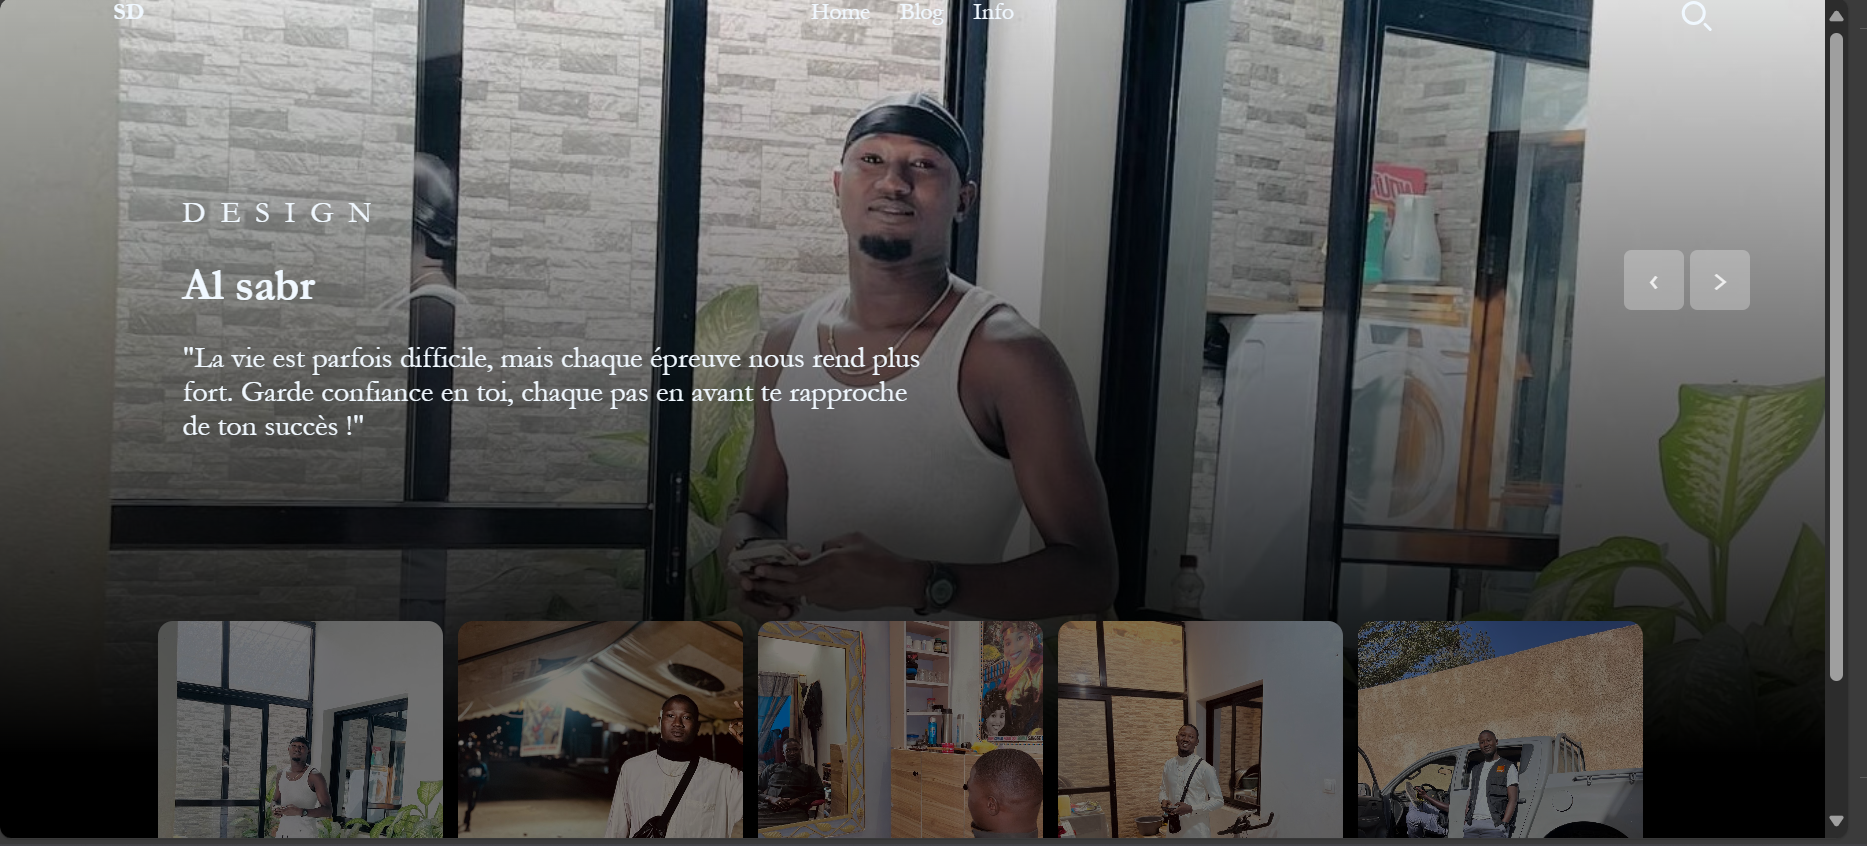 SD
Home Blog Info
DESIGN
Al sabr
"La vie est parfois difficile, mais chaque épreuve nous rend plus
fort. Garde confiance en toi, chaque pas en avant te rapproche
de ton succès !"